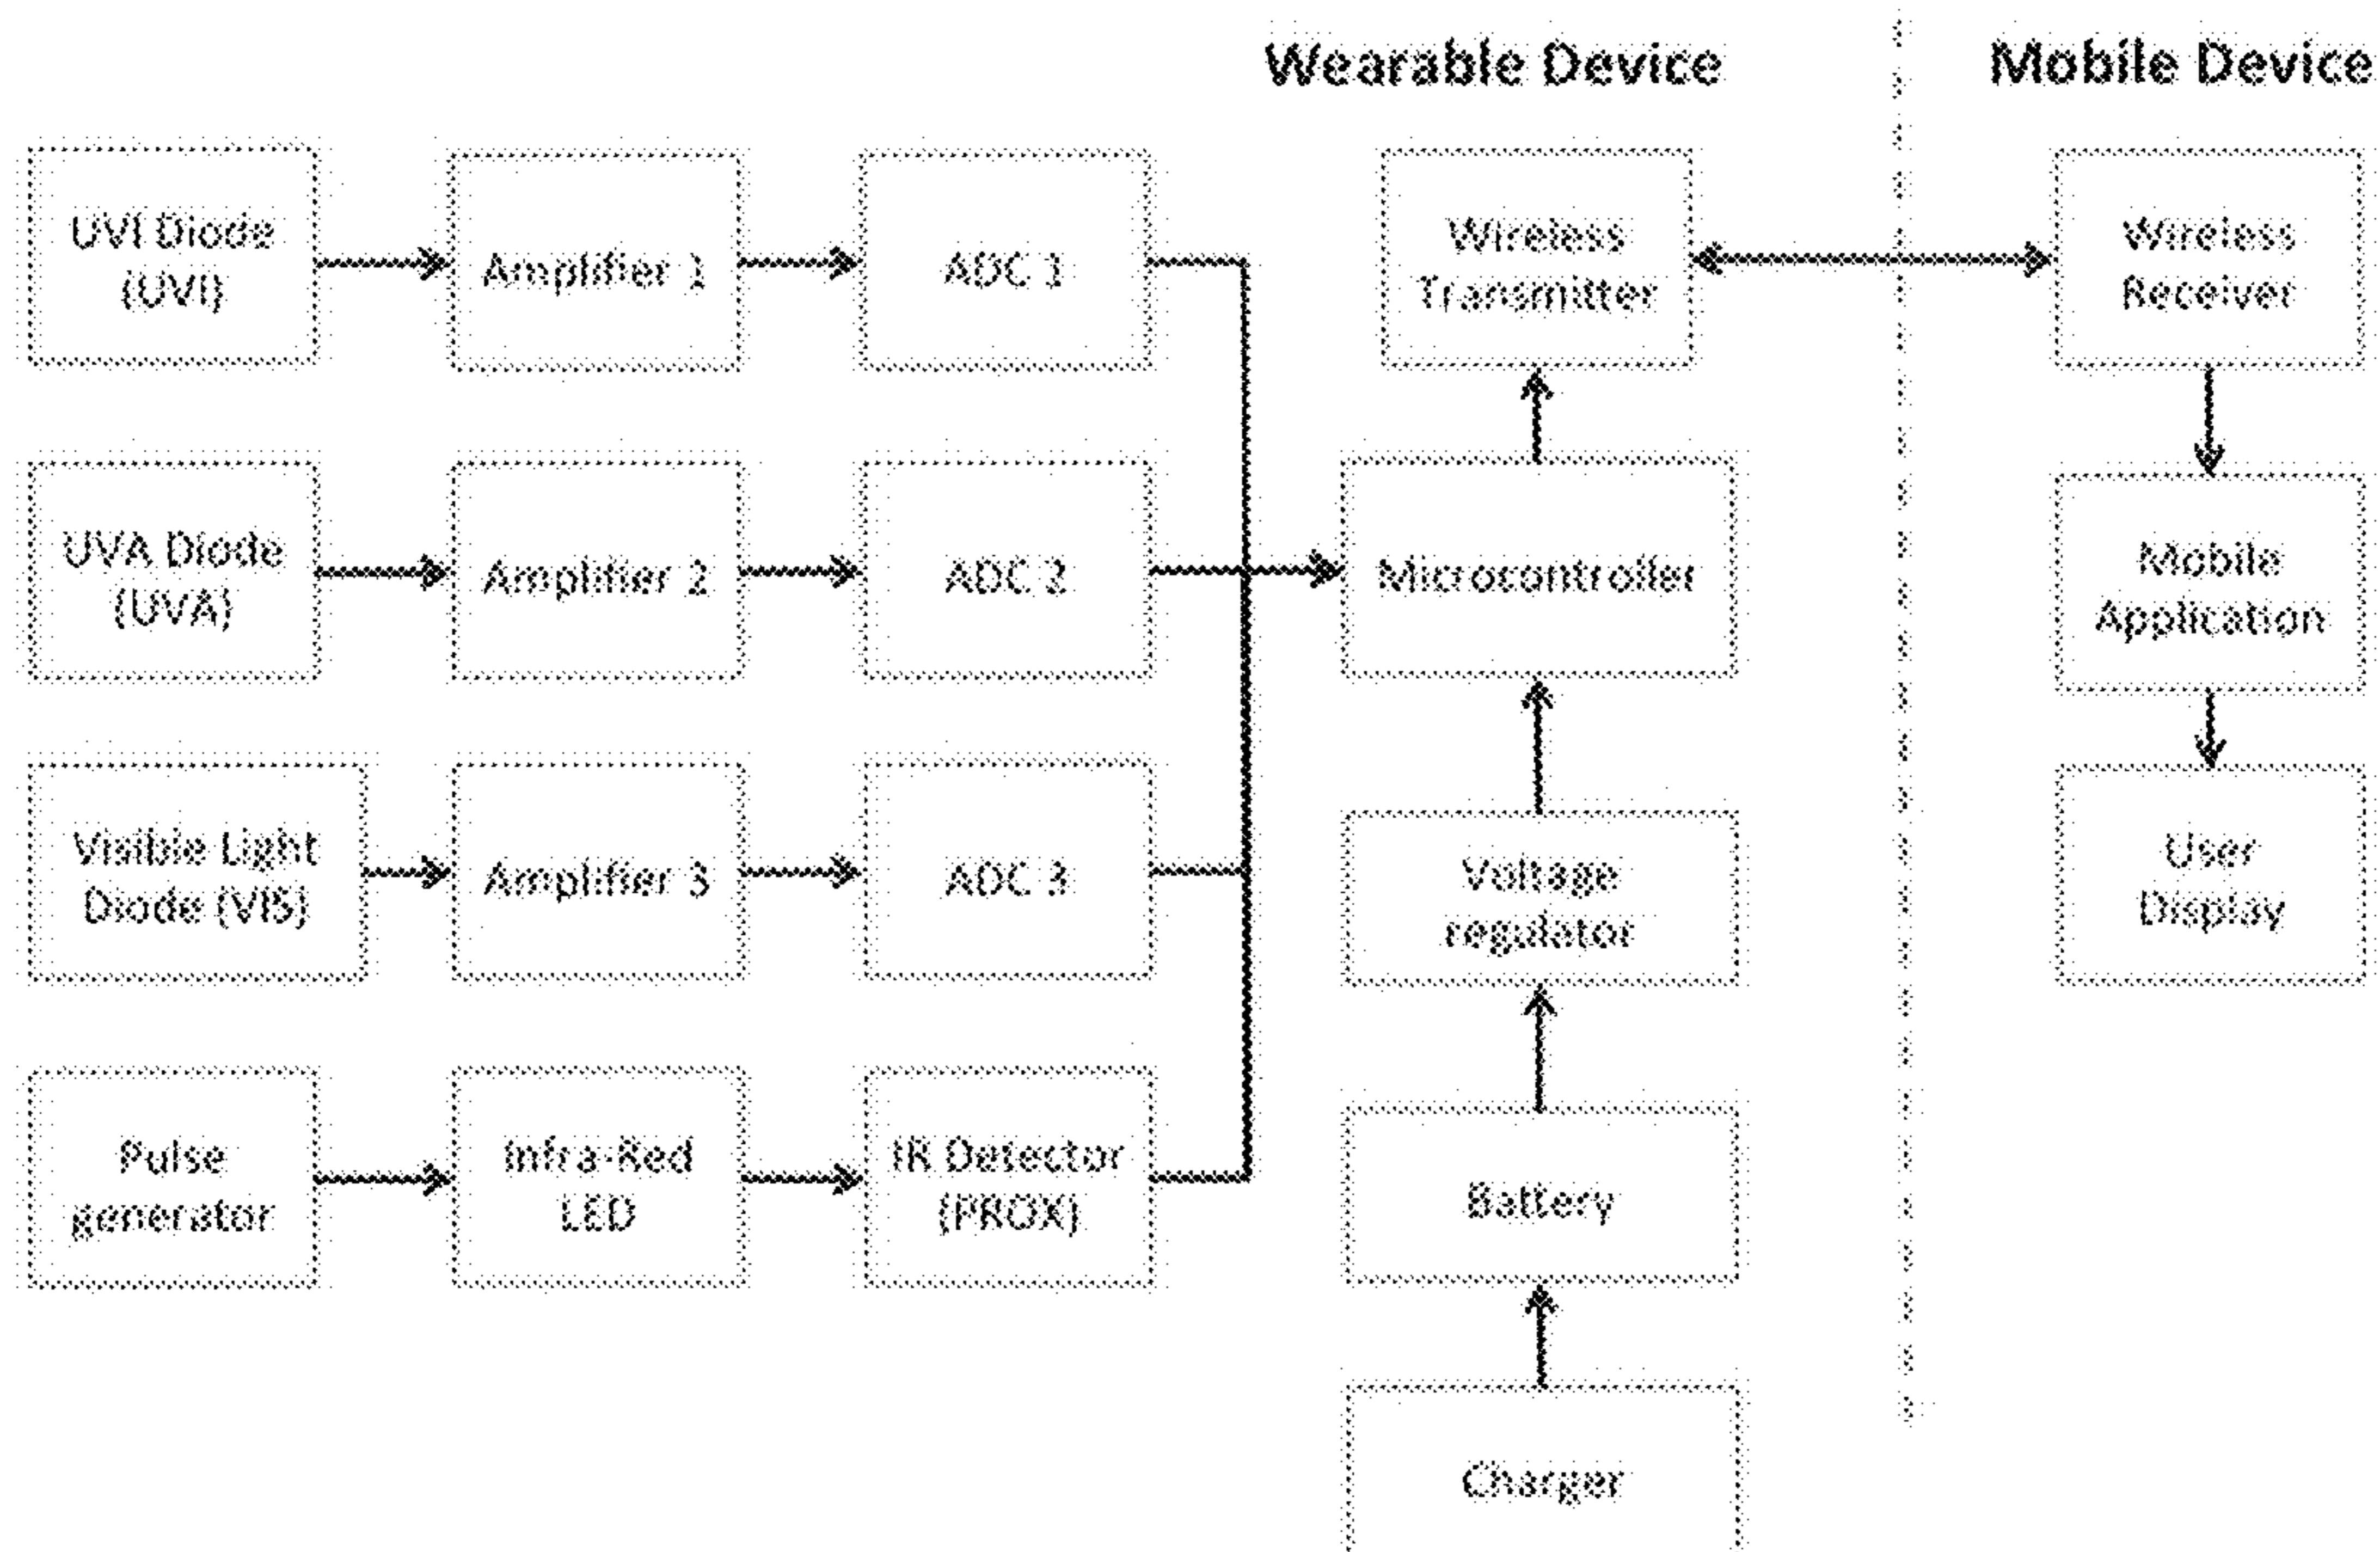 Wearable Device
Mobile Device
UVI Diode
(UVI)
Amplifier 1
ADC 1
Wireless
Transmitter
Wireless
Receiver
UVA Diode
(UVA)
Amplifier 2
ADC 2
Microcontroller
Mobile
Application
Visible Light
Diode (VIS)
Amplifier 3
ADC 3
Voltage
regulator
User
Display
Pulse
generator
Infra-Red
LED
IR Detector
(PROX)
Battery
Charger